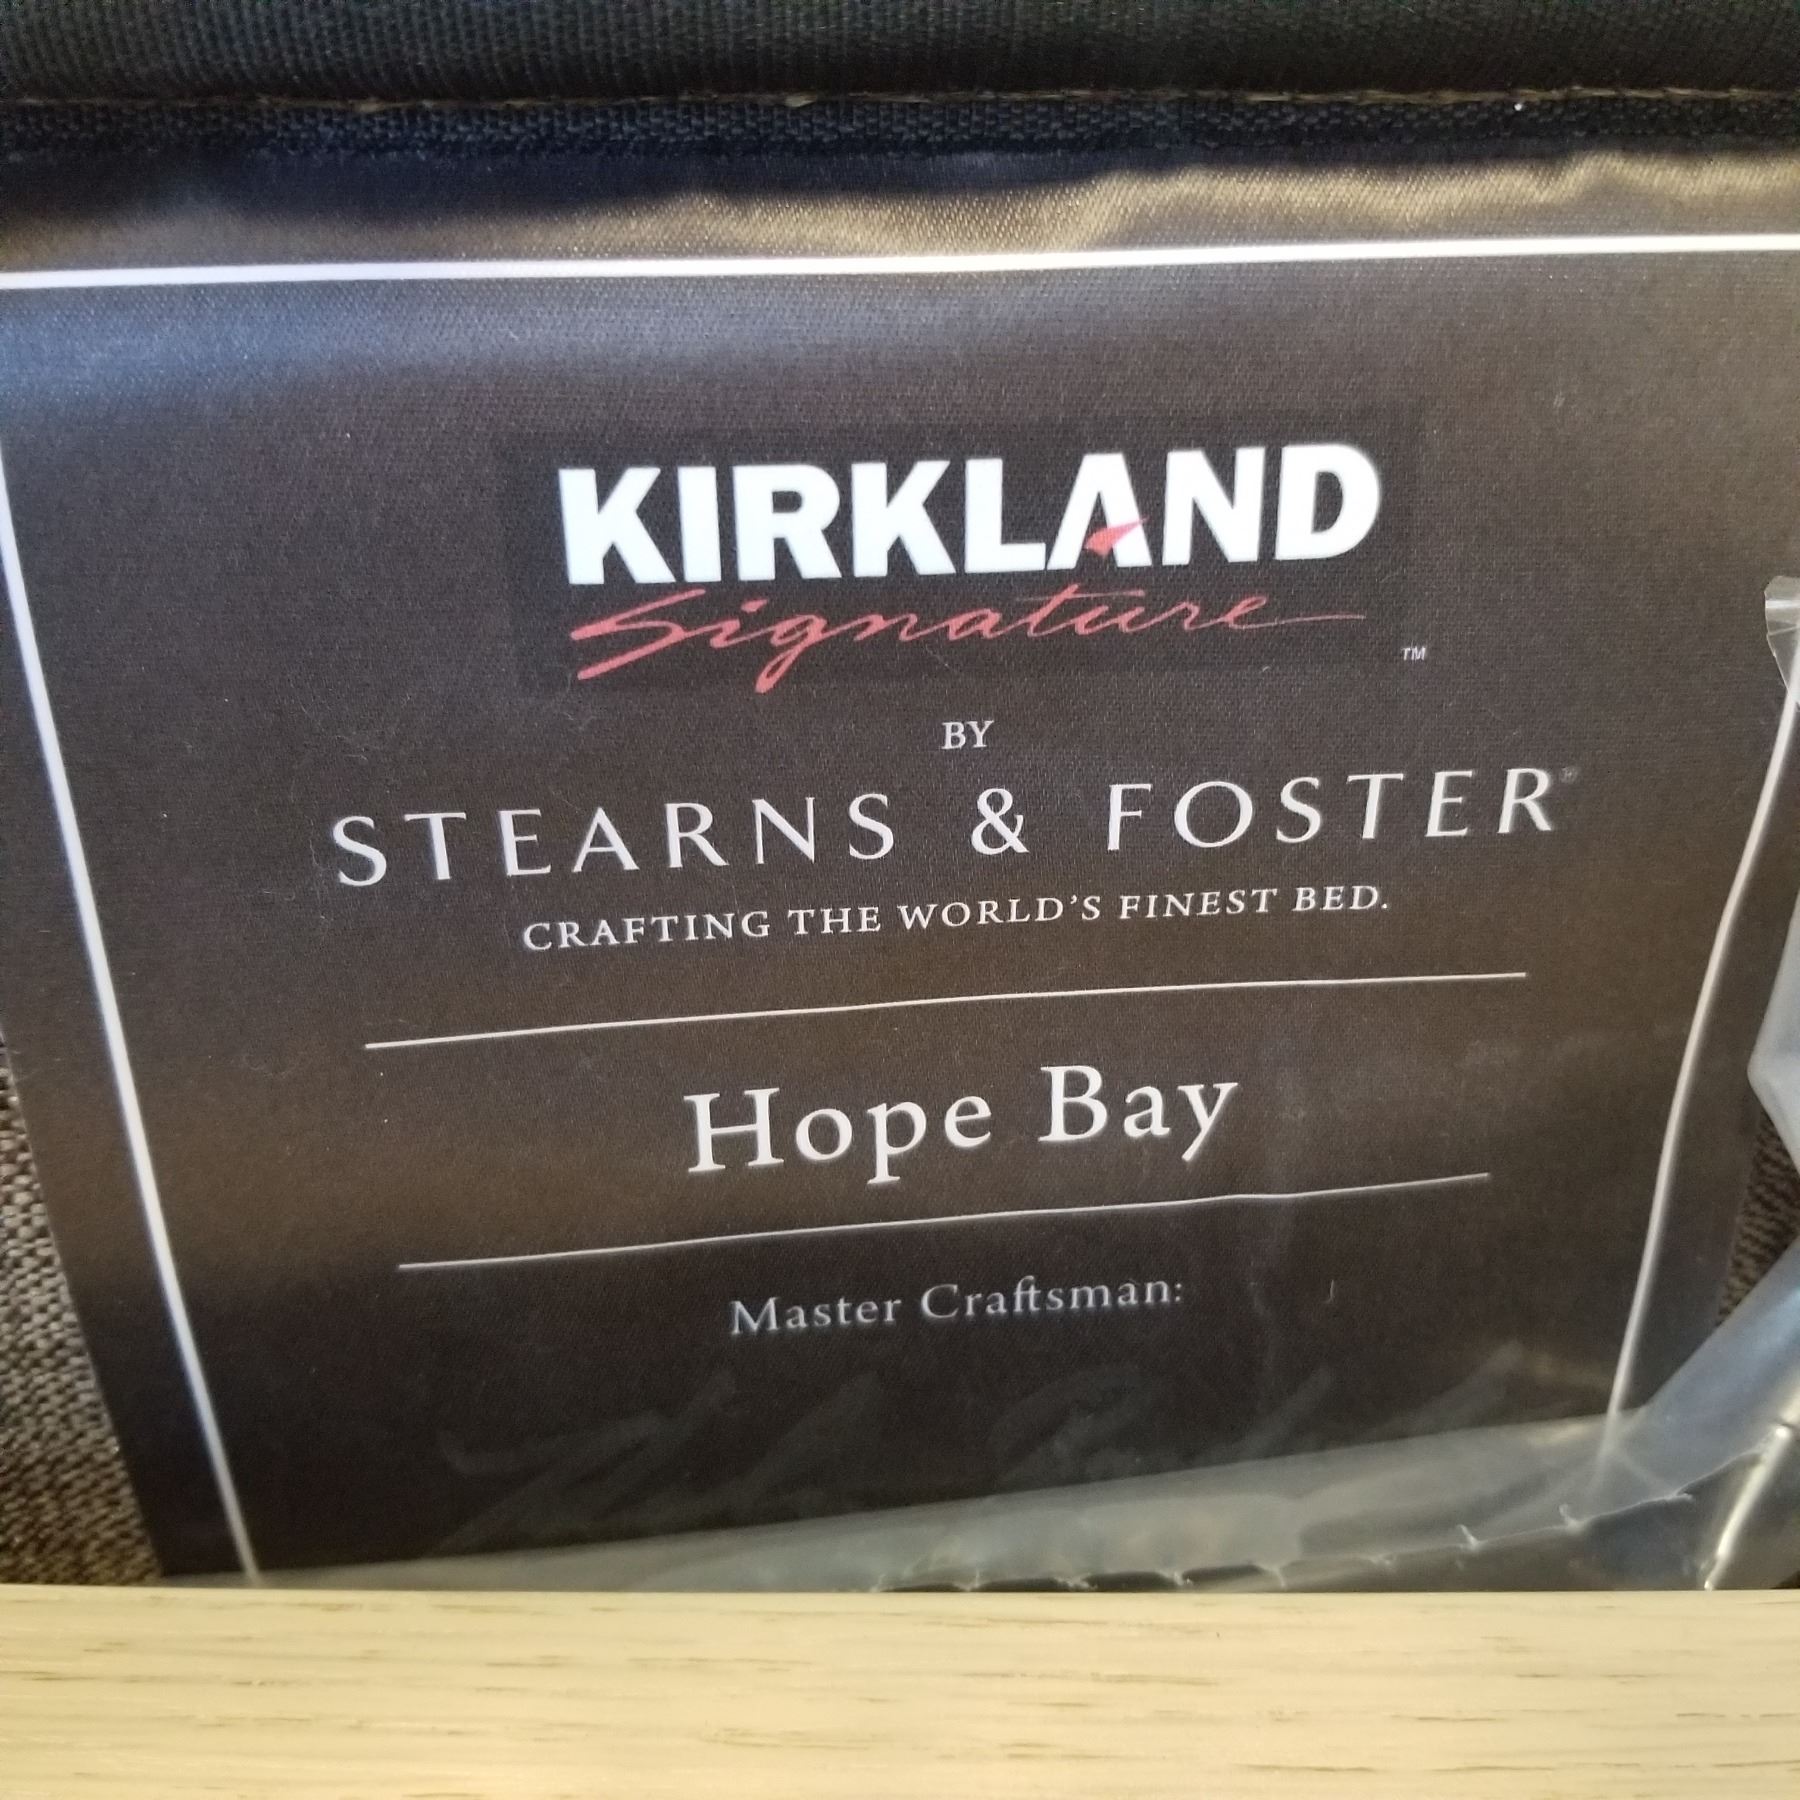 KIRKLAND
Signature
TM
BY
STEARNS & FOSTER®
CRAFTING THE WORLD'S FINEST BED.
Hope Bay
Master Craftsman: